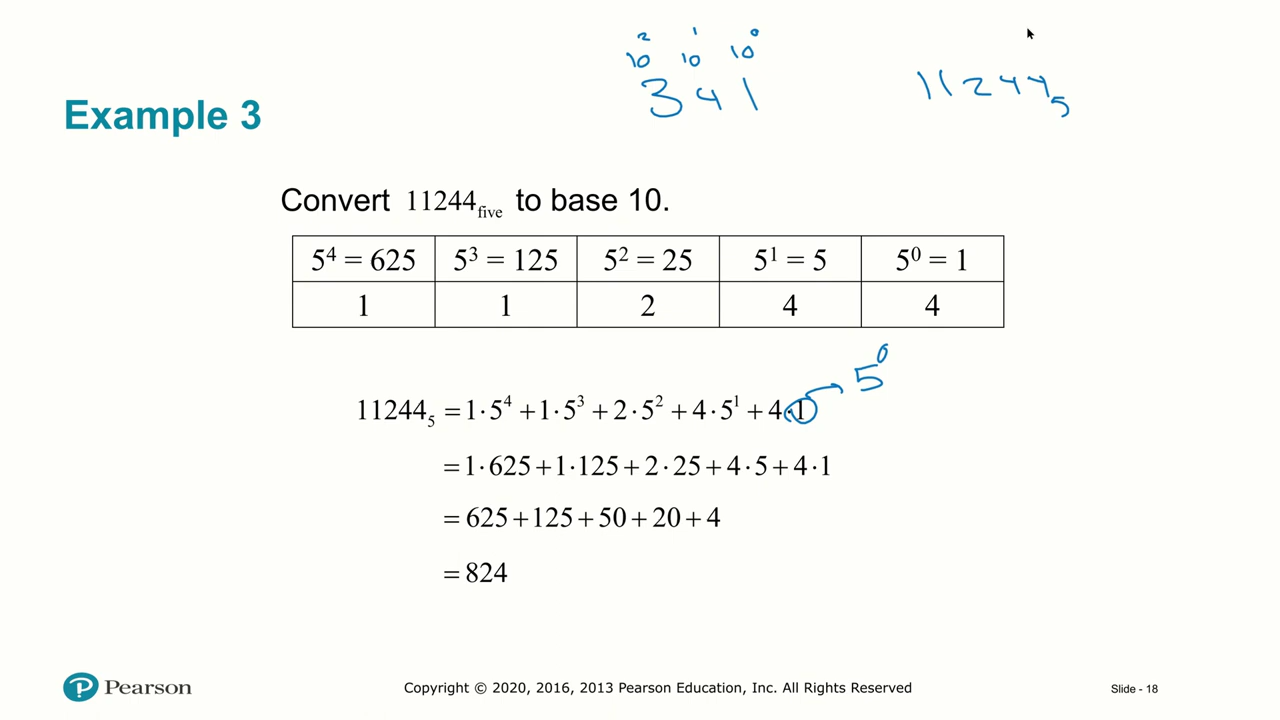 10² 10¹ 10⁰
3 4 1
11244₅
Example 3
Convert 11244_five to base 10.
5⁴ = 625 5³ = 125 5² = 25 5¹ = 5 5⁰ = 1
1 1 2 4 4
5⁰
11244₅ = 1·5⁴ + 1·5³ + 2·5² + 4·5¹ + 4·1
= 1·625 + 1·125 + 2·25 + 4·5 + 4·1
= 625 + 125 + 50 + 20 + 4
= 824
P Pearson
Copyright © 2020, 2016, 2013 Pearson Education, Inc. All Rights Reserved
Slide - 18